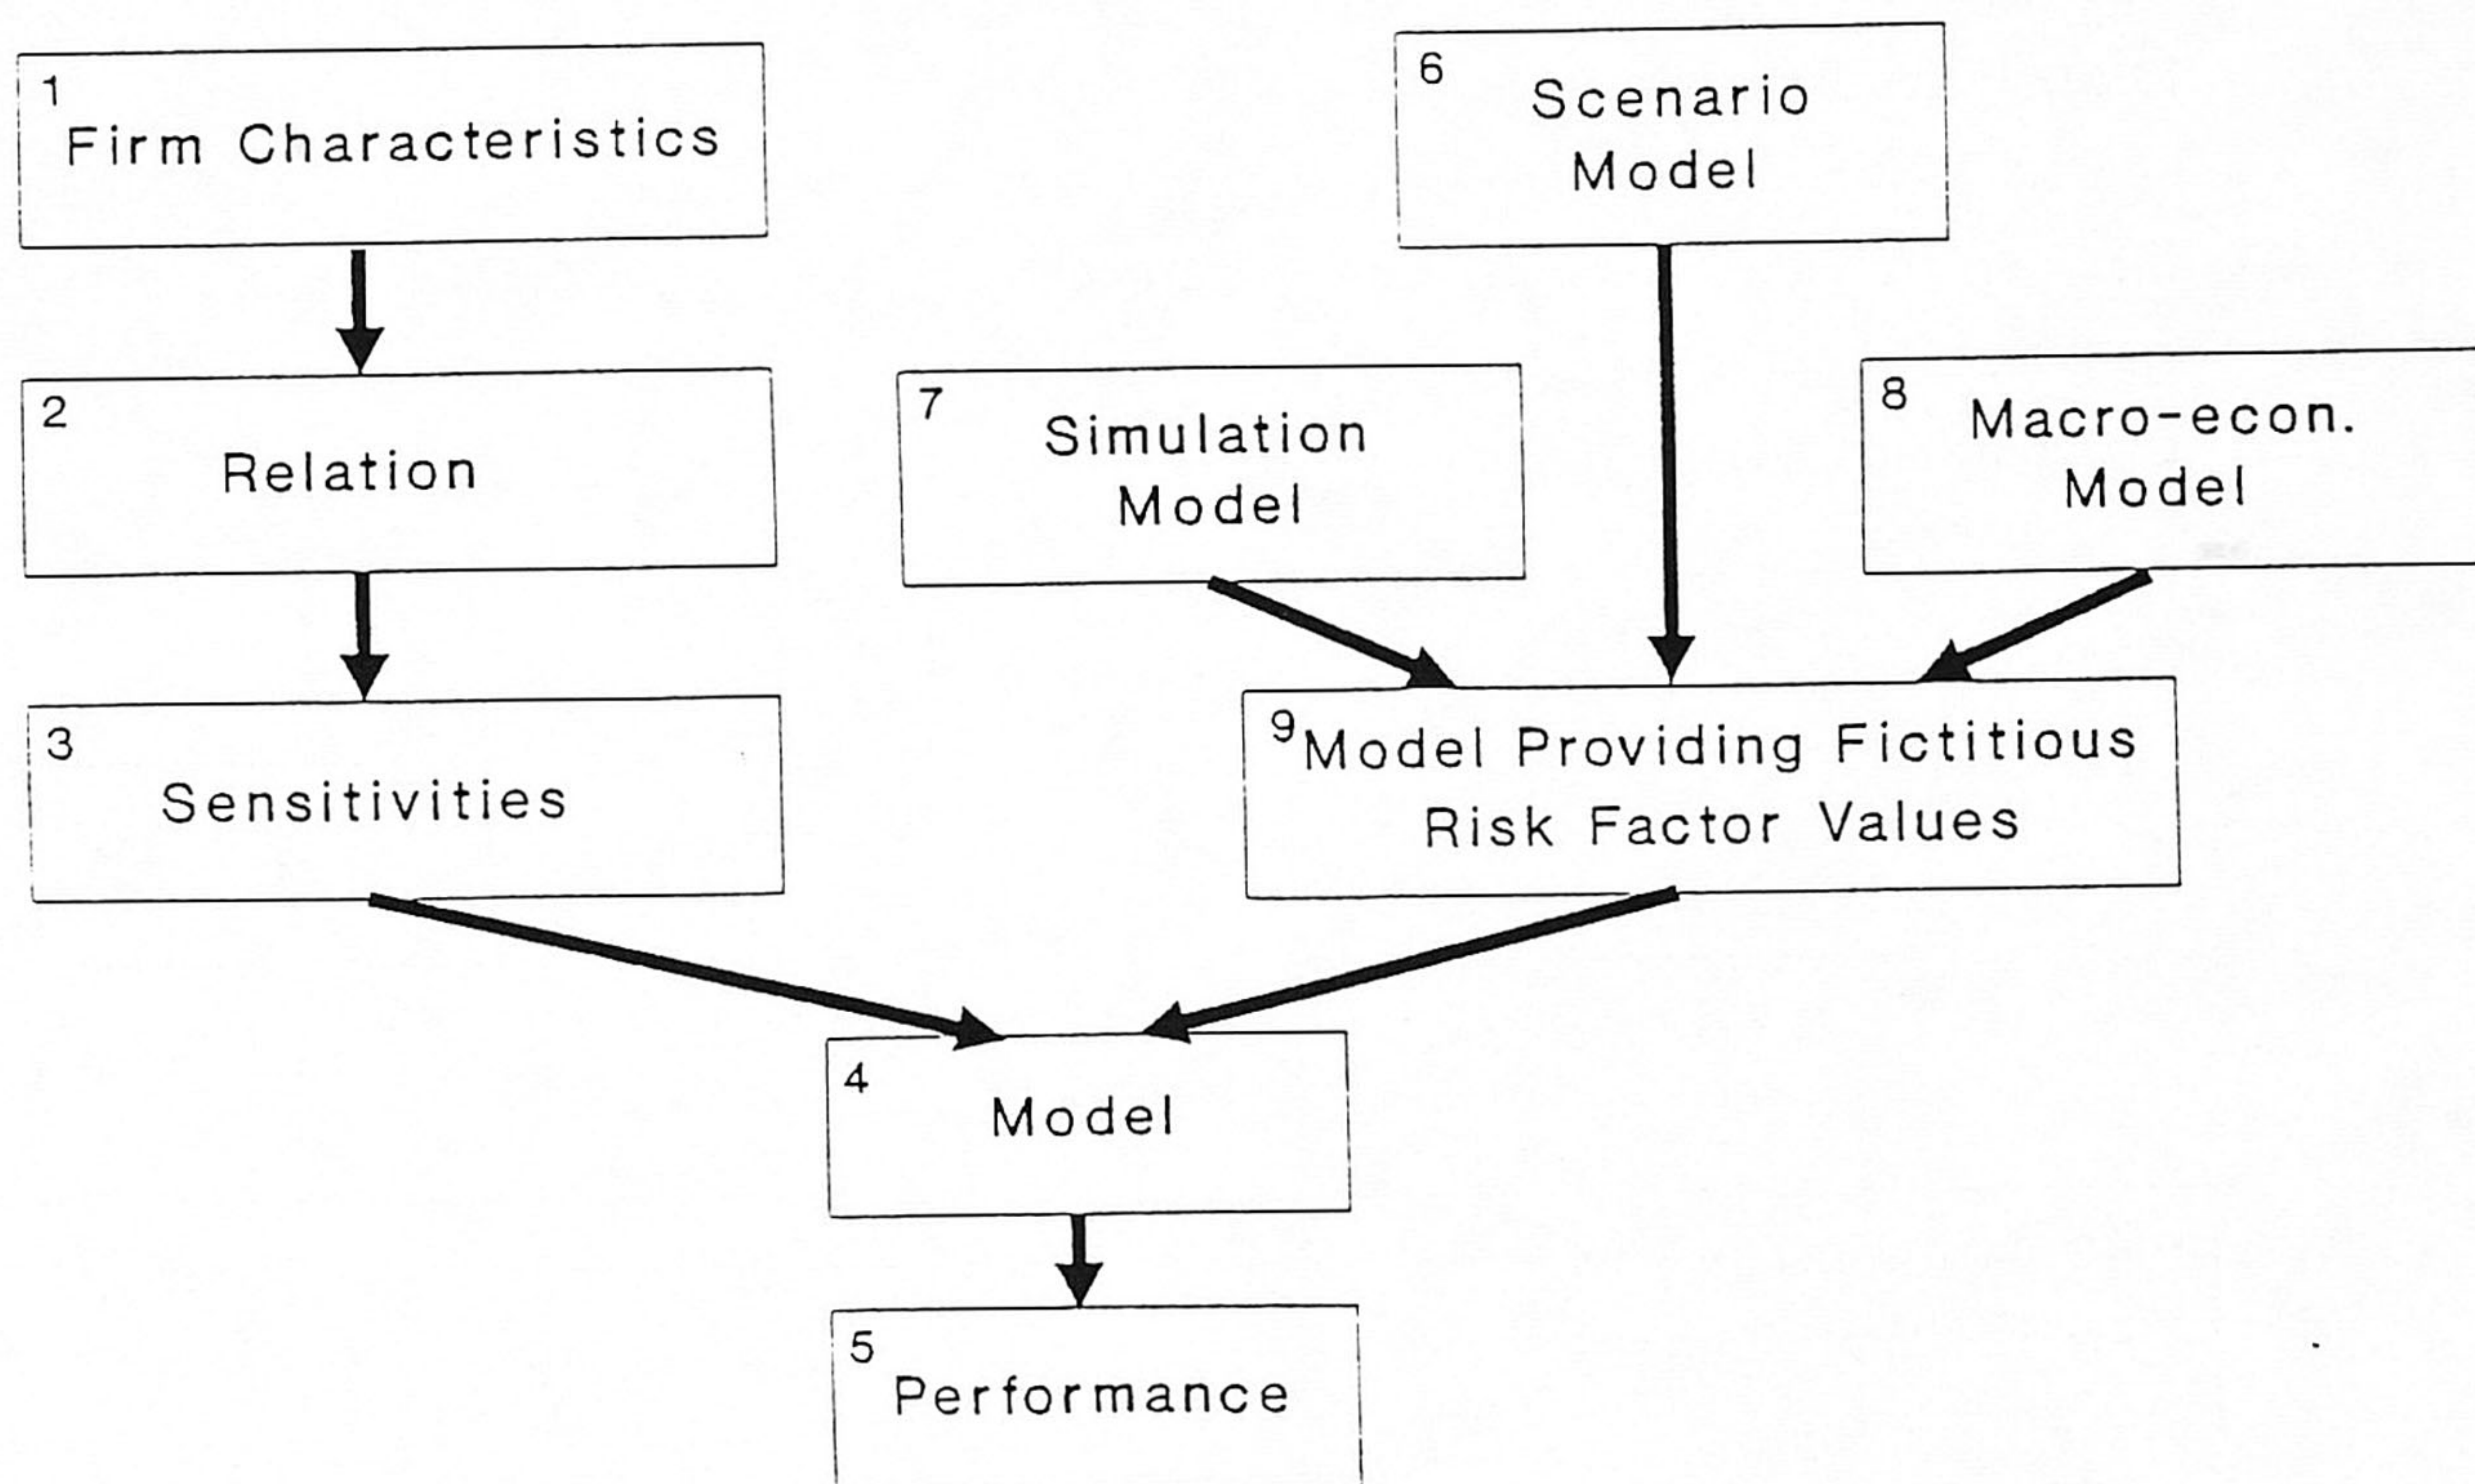 1
Firm Characteristics
2
Relation
3
Sensitivities
6
Scenario
Model
7
Simulation
Model
8
Macro-econ.
Model
9
Model Providing Fictitious
Risk Factor Values
4
Model
5
Performance